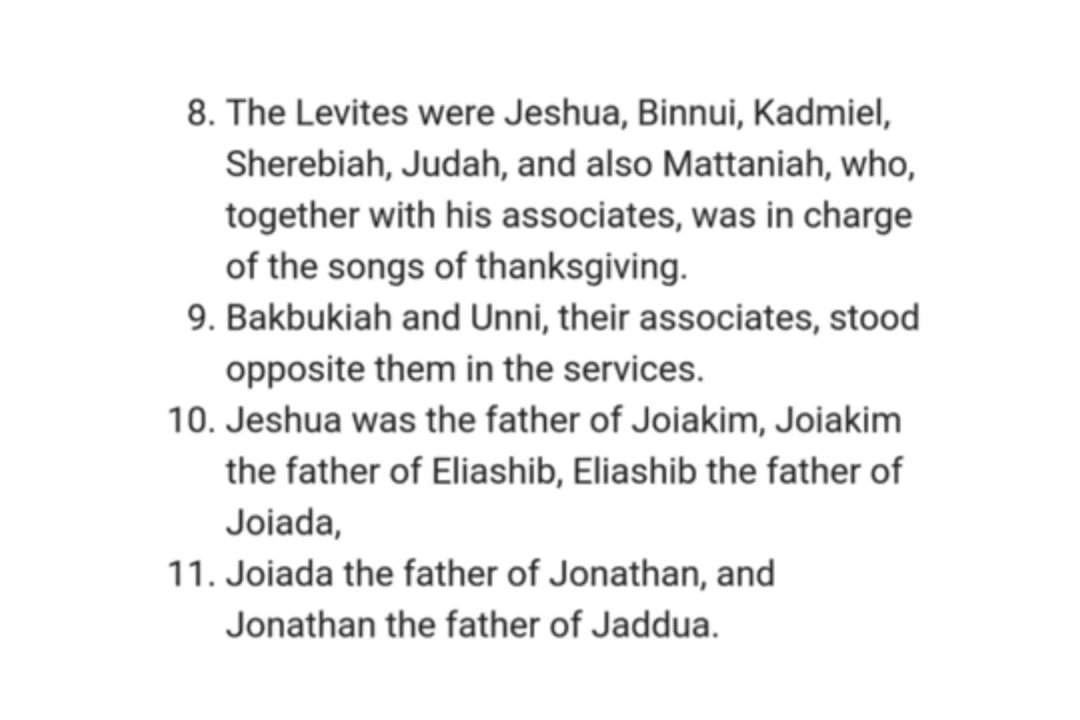 8. The Levites were Jeshua, Binnui, Kadmiel,
Sherebiah, Judah, and also Mattaniah, who,
together with his associates, was in charge
of the songs of thanksgiving.
9. Bakbukiah and Unni, their associates, stood
opposite them in the services.
10. Jeshua was the father of Joiakim, Joiakim
the father of Eliashib, Eliashib the father of
Joiada,
11. Joiada the father of Jonathan, and
Jonathan the father of Jaddua.